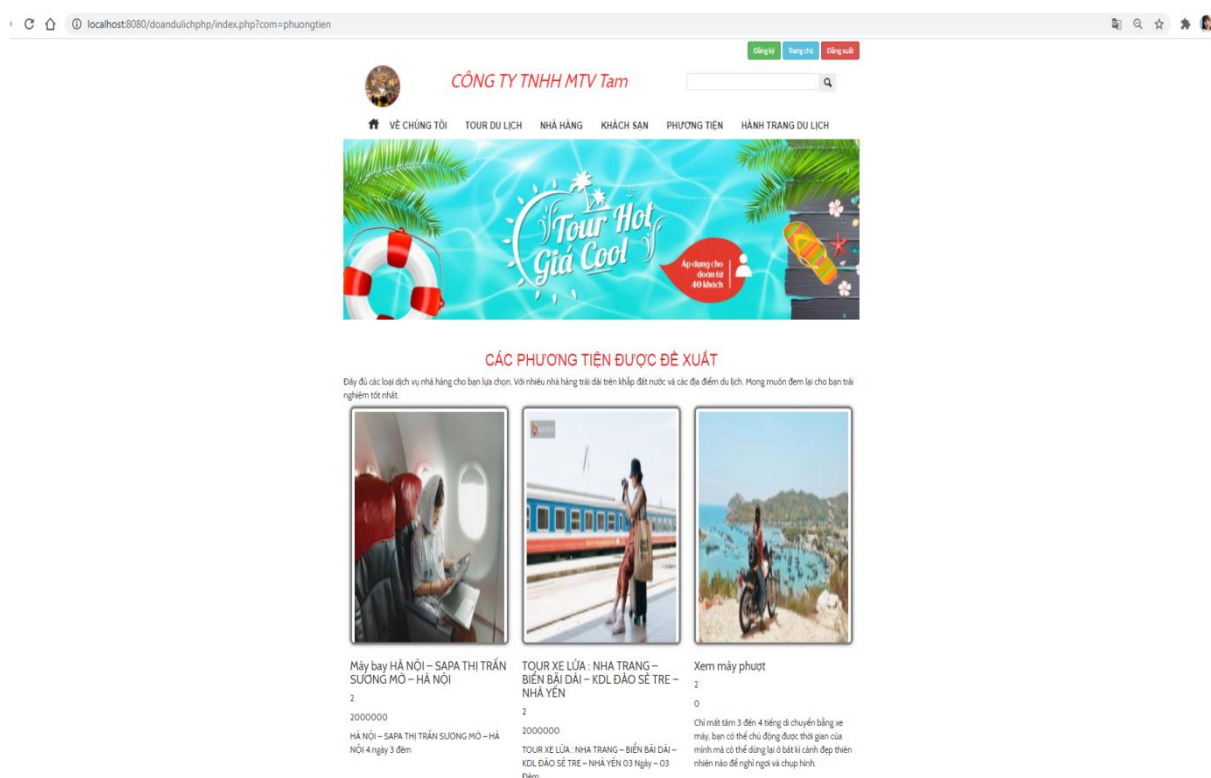 localhost:8080/doandulichphp/index.php?com=phuongtien
Đăng ký Trang chủ Đăng xuất
CÔNG TY TNHH MTV Tam
VỀ CHÚNG TÔI TOUR DU LỊCH NHÀ HÀNG KHÁCH SẠN PHƯƠNG TIỆN HÀNH TRANG DU LỊCH
Tour Hot
Giá Cool
Áp dụng cho
đoàn từ
40 khách
CÁC PHƯƠNG TIỆN ĐƯỢC ĐỀ XUẤT
Đây đủ các loại dịch vụ nhà hàng cho bạn lựa chọn. Với nhiều nhà hàng trải dài trên khắp đất nước và các địa điểm du lịch. Mong muốn đem lại cho bạn trải
nghiệm tốt nhất.
Máy bay HÀ NỘI – SAPA THỊ TRẤN
SƯƠNG MỜ – HÀ NỘI
2
2000000
HÀ NỘI – SAPA THỊ TRẤN SƯƠNG MỜ – HÀ
NỘI 4 ngày 3 đêm
TOUR XE LỬA : NHA TRANG –
BIỂN BÃI DÀI – KDL ĐẢO SẺ TRE –
NHÀ YẾN
2
2000000
TOUR XE LỬA : NHA TRANG – BIỂN BÃI DÀI –
KDL ĐẢO SẺ TRE – NHÀ YẾN 03 Ngày – 03
Đêm
Xem máy phượt
2
0
Chỉ mất tầm 3 đến 4 tiếng di chuyển bằng xe
máy, bạn có thể chủ động được thời gian của
mình mà có thể dừng lại ở bất kì cảnh đẹp thiên
nhiên nào để nghỉ ngơi và chụp hình.